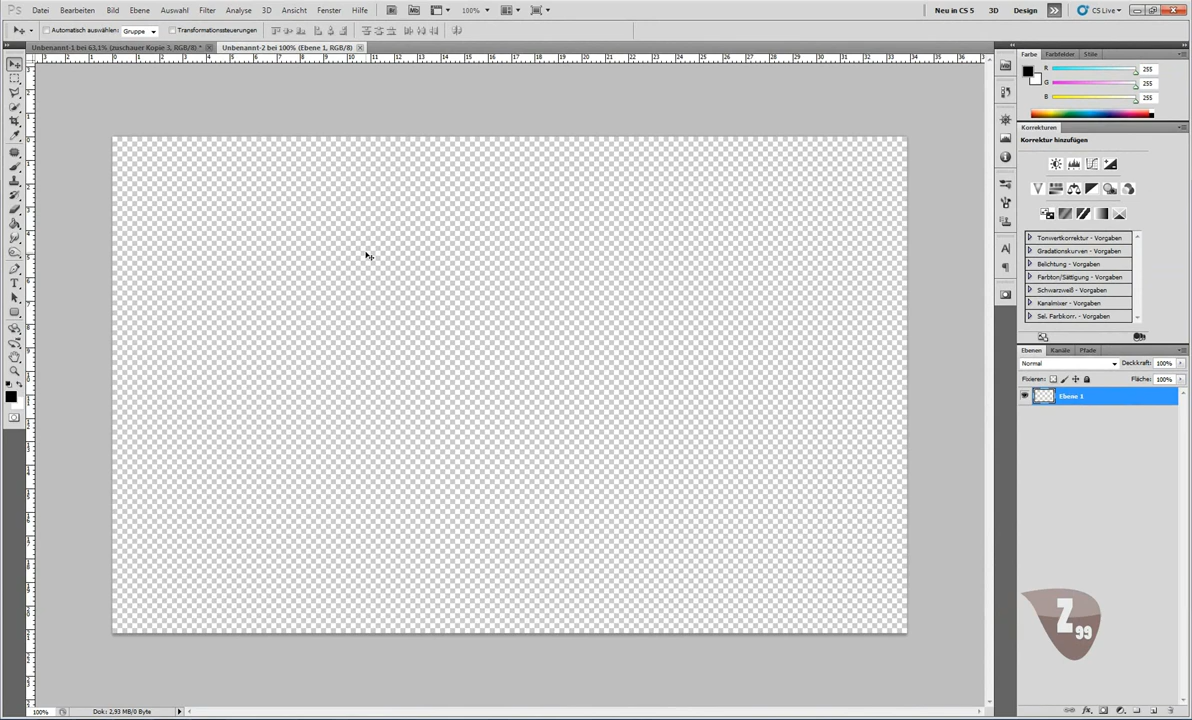 Ps Datei Bearbeiten Bild Ebene Auswahl Filter Analyse 3D Ansicht Fenster Hilfe Br Mb 100% Neu in CS 5 3D Design CS Live
Automatisch auswählen: Gruppe Transformationssteuerungen
Unbenannt-1 bei 63,1% (zuschauer Kopie 3, RGB/8) * Unbenannt-2 bei 100% (Ebene 1, RGB/8)
Farbe Farbfelder Stile
R 255
G 255
B 255
Korrekturen
Korrektur hinzufügen
Tonwertkorrektur - Vorgaben
Gradationskurven - Vorgaben
Belichtung - Vorgaben
Farbton/Sättigung - Vorgaben
Schwarzweiß - Vorgaben
Kanalmixer - Vorgaben
Sel. Farbkorr. - Vorgaben
Ebenen Kanäle Pfade
Normal Deckkraft: 100%
Fixieren: Fläche: 100%
Ebene 1
Z 99
100% Dok: 2,93 MB/0 Byte